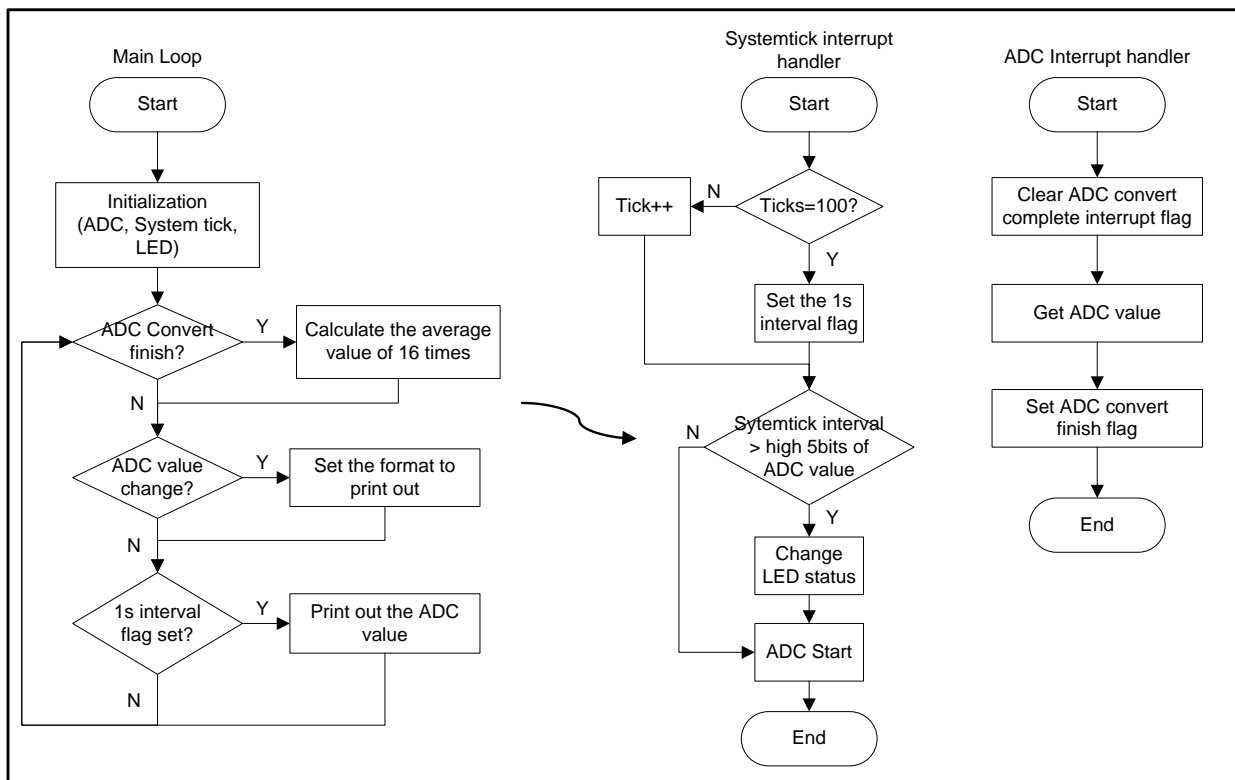 Main Loop
Start
Initialization
(ADC, System tick,
LED)
ADC Convert
finish?
Y
Calculate the average
value of 16 times
N
ADC value
change?
Y
Set the format to
print out
N
1s interval
flag set?
Y
Print out the ADC
value
N
Systemtick interrupt
handler
Start
Ticks=100?
N
Tick++
Y
Set the 1s
interval flag
Sytemtick interval
> high 5bits of
ADC value
N
Y
Change
LED status
ADC Start
End
ADC Interrupt handler
Start
Clear ADC convert
complete interrupt flag
Get ADC value
Set ADC convert
finish flag
End